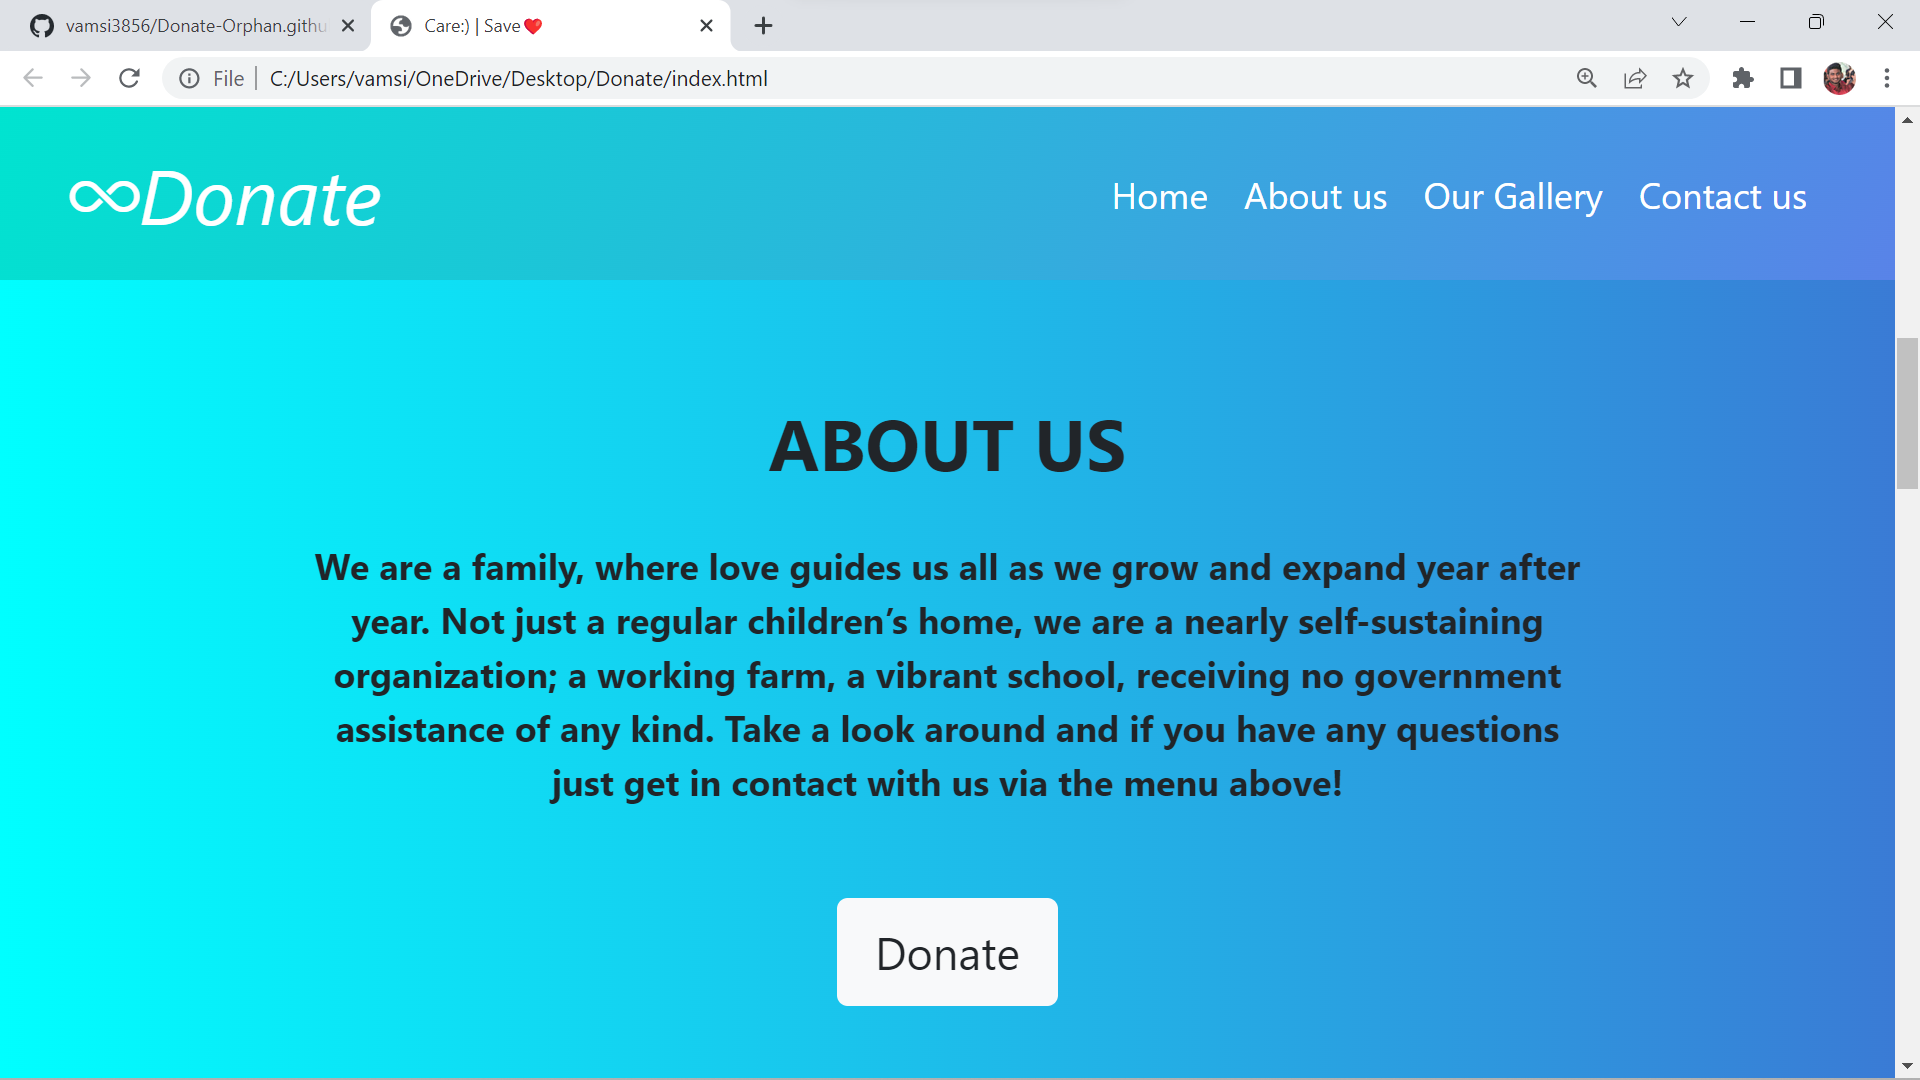 vamsi3856/Donate-Orphan.githu
Care:) | Save❤️
File
C:/Users/vamsi/OneDrive/Desktop/Donate/index.html
∞Donate
Home About us Our Gallery Contact us
ABOUT US
We are a family, where love guides us all as we grow and expand year after
year. Not just a regular children’s home, we are a nearly self-sustaining
organization; a working farm, a vibrant school, receiving no government
assistance of any kind. Take a look around and if you have any questions
just get in contact with us via the menu above!
Donate